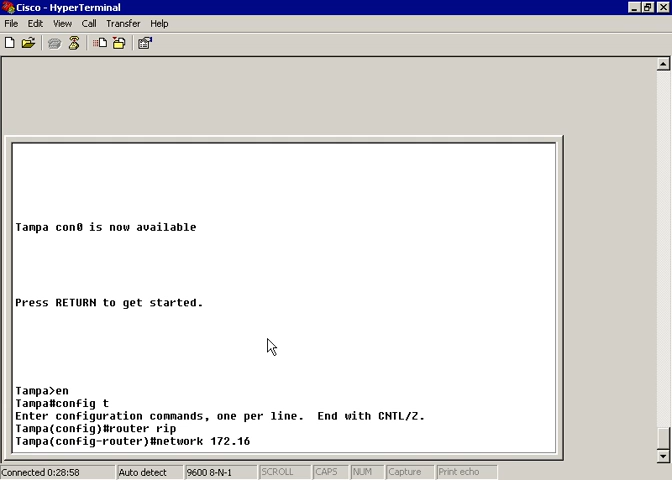 Cisco - HyperTerminal
File Edit View Call Transfer Help
Tampa con0 is now available
Press RETURN to get started.
Tampa>en
Tampa#config t
Enter configuration commands, one per line.  End with CNTL/Z.
Tampa(config)#router rip
Tampa(config-router)#network 172.16
Connected 0:28:58 Auto detect 9600 8-N-1 SCROLL CAPS NUM Capture Print echo